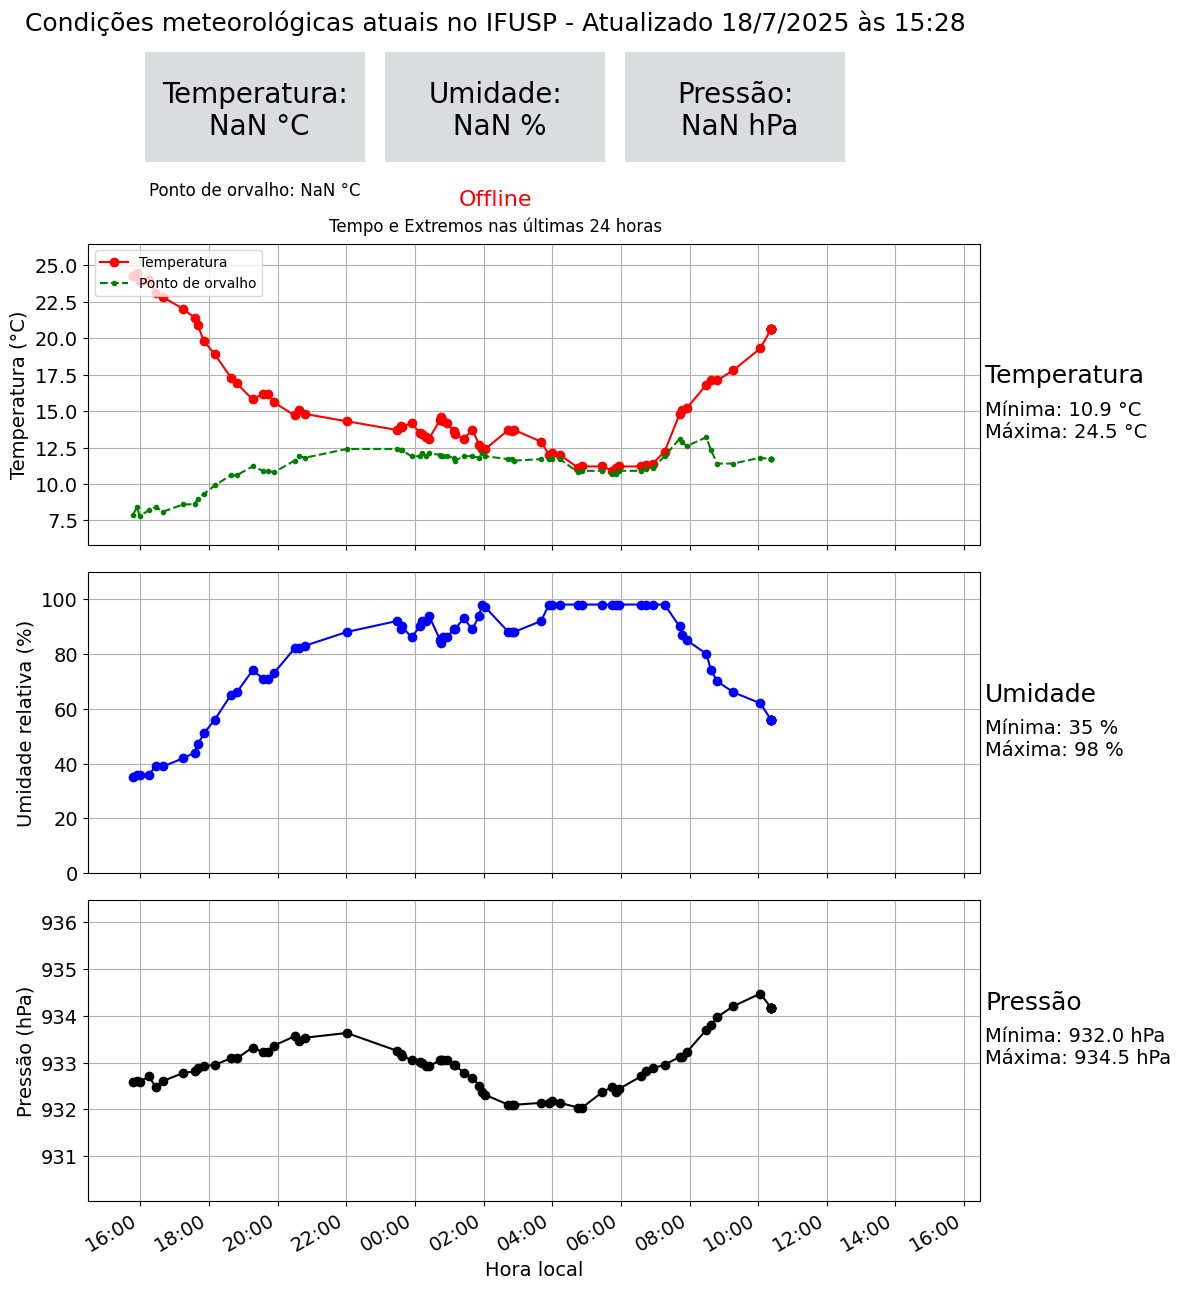 Condições meteorológicas atuais no IFUSP - Atualizado 18/7/2025 às 15:28
Temperatura:
NaN °C
Umidade:
NaN %
Pressão:
NaN hPa
Ponto de orvalho: NaN °C
Offline
Tempo e Extremos nas últimas 24 horas
Temperatura (°C)
25.0
22.5
20.0
17.5
15.0
12.5
10.0
7.5
Temperatura
Ponto de orvalho
Temperatura
Mínima: 10.9 °C
Máxima: 24.5 °C
Umidade relativa (%)
100
80
60
40
20
0
Umidade
Mínima: 35 %
Máxima: 98 %
Pressão (hPa)
936
935
934
933
932
931
Pressão
Mínima: 932.0 hPa
Máxima: 934.5 hPa
16:00
18:00
20:00
22:00
00:00
02:00
04:00
06:00
08:00
10:00
12:00
14:00
16:00
Hora local